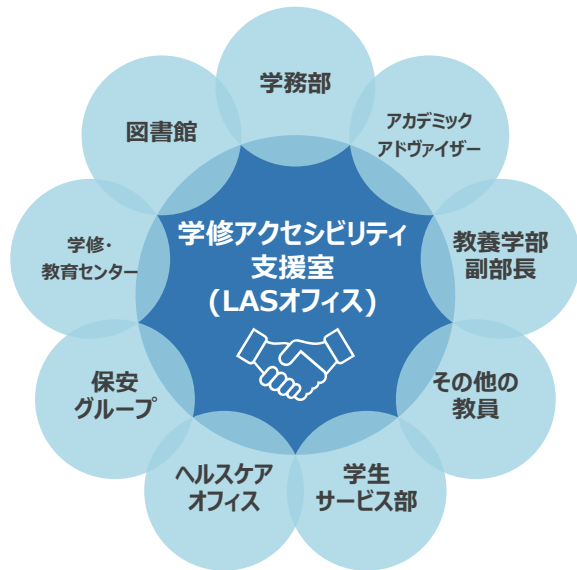 学務部
アカデミック
アドヴァイザー
図書館
学修アクセシビリティ
支援室
(LASオフィス)
教養学部
副部長
学修・
教育センター
その他の
教員
保安
グループ
学生
サービス部
ヘルスケア
オフィス